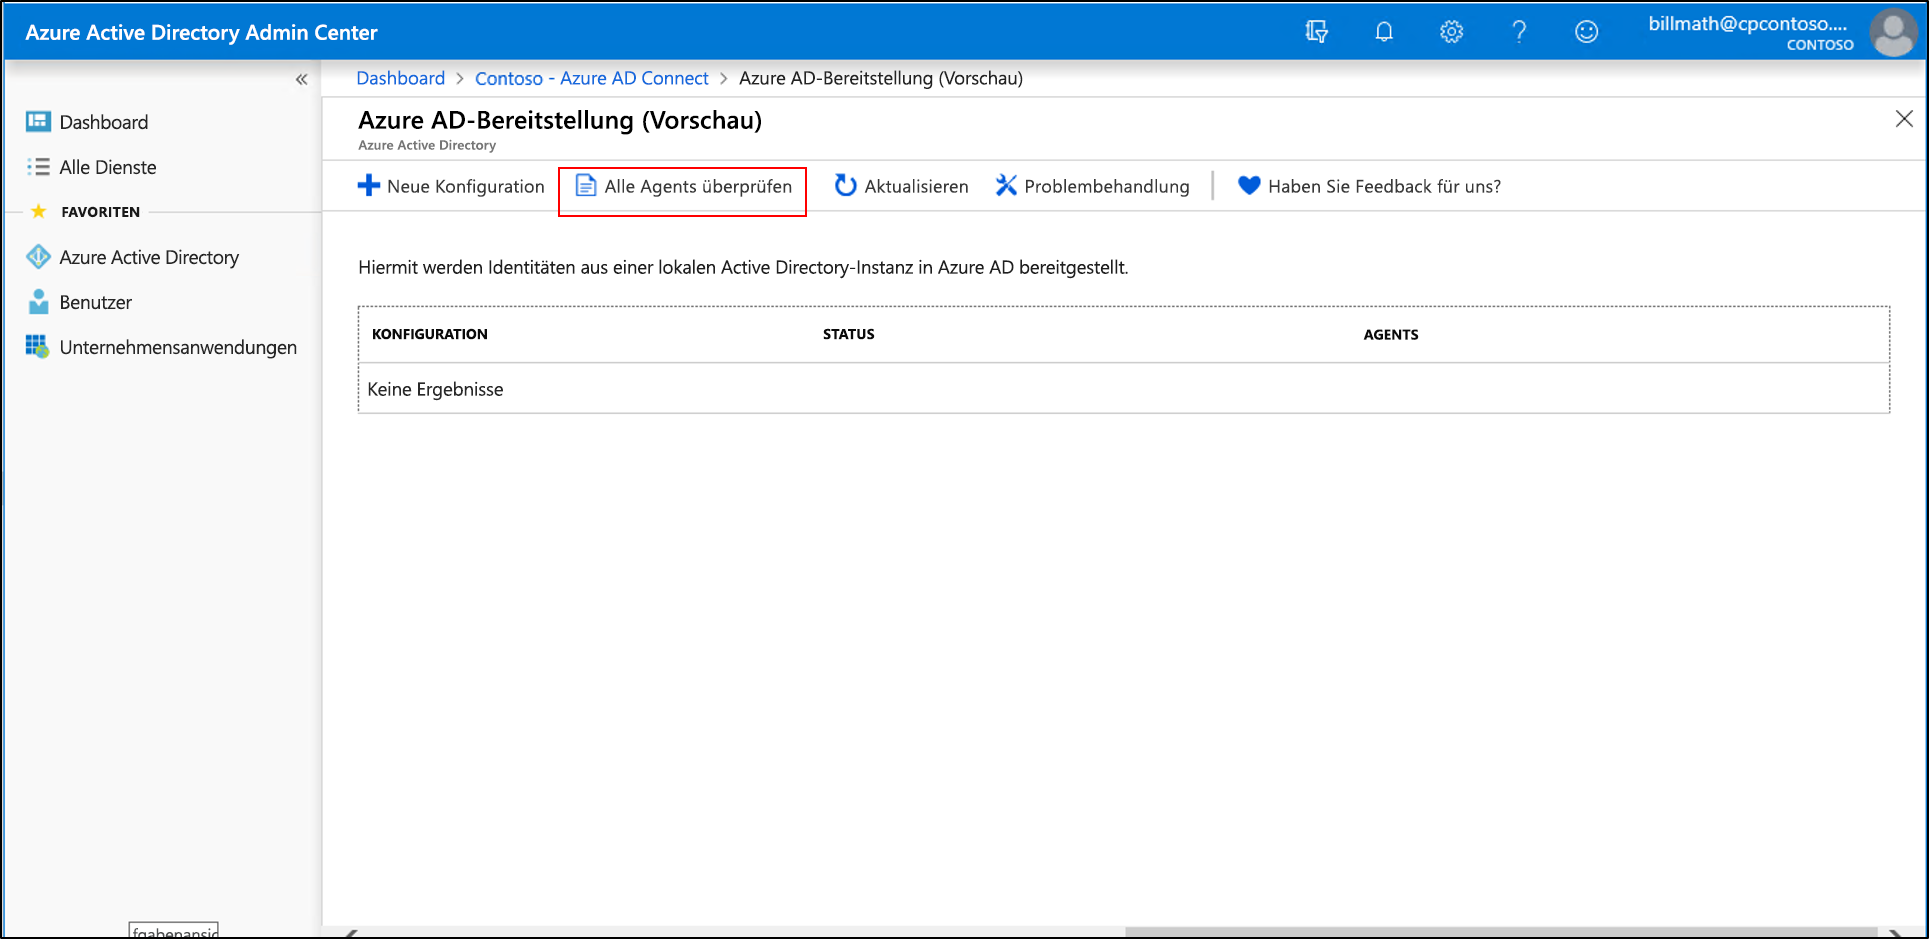 Azure Active Directory Admin Center
billmath@cpcontoso....
CONTOSO
Dashboard > Contoso - Azure AD Connect > Azure AD-Bereitstellung (Vorschau)
Azure AD-Bereitstellung (Vorschau)
Azure Active Directory
Neue Konfiguration
Alle Agents überprüfen
Aktualisieren
Problembehandlung
Haben Sie Feedback für uns?
Dashboard
Alle Dienste
FAVORITEN
Azure Active Directory
Benutzer
Unternehmensanwendungen
Hiermit werden Identitäten aus einer lokalen Active Directory-Instanz in Azure AD bereitgestellt.
KONFIGURATION STATUS AGENTS
Keine Ergebnisse